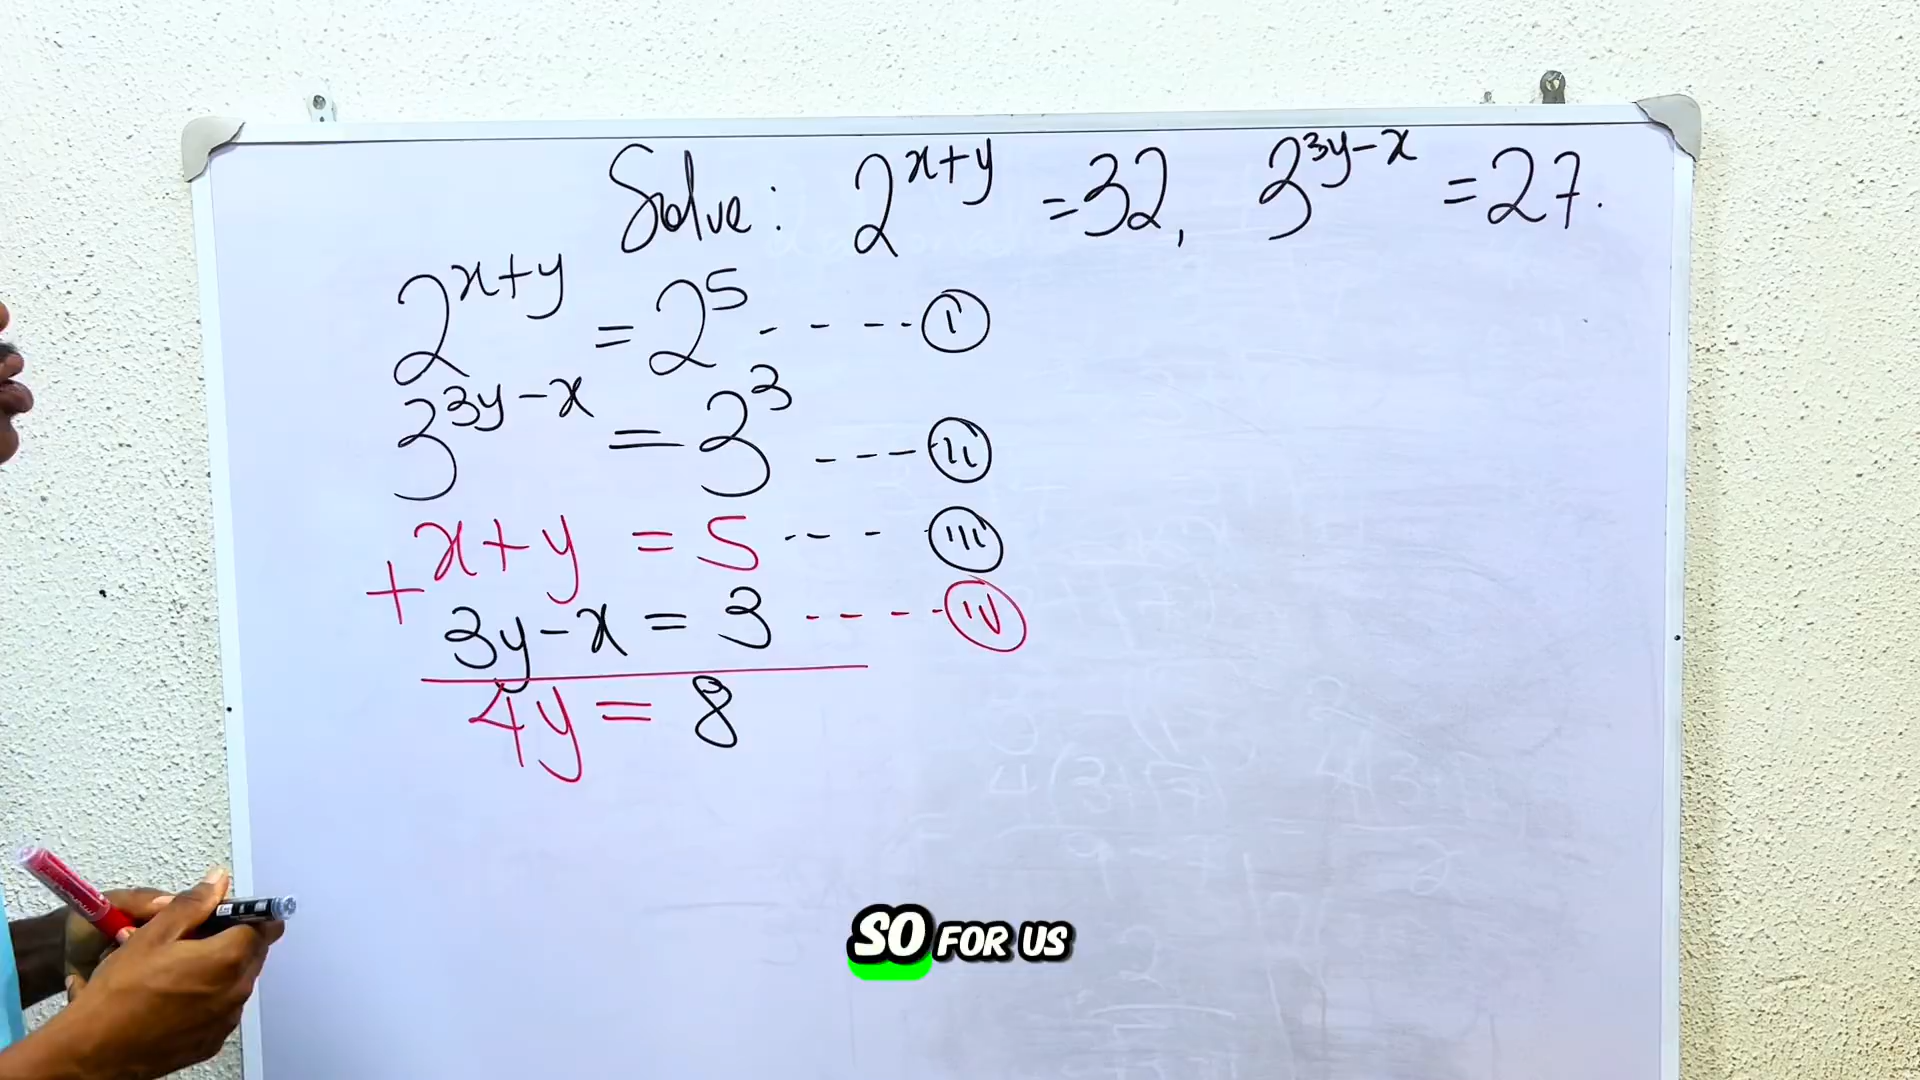 Solve: 2^{x+y} = 32, 3^{3y-x} = 27.
2^{x+y} = 2^5 ---- (i)
3^{3y-x} = 3^3 --- (ii)
+ x+y = 5 --- (iii)
3y-x = 3 ---- (iv)
4y = 8
SO FOR US